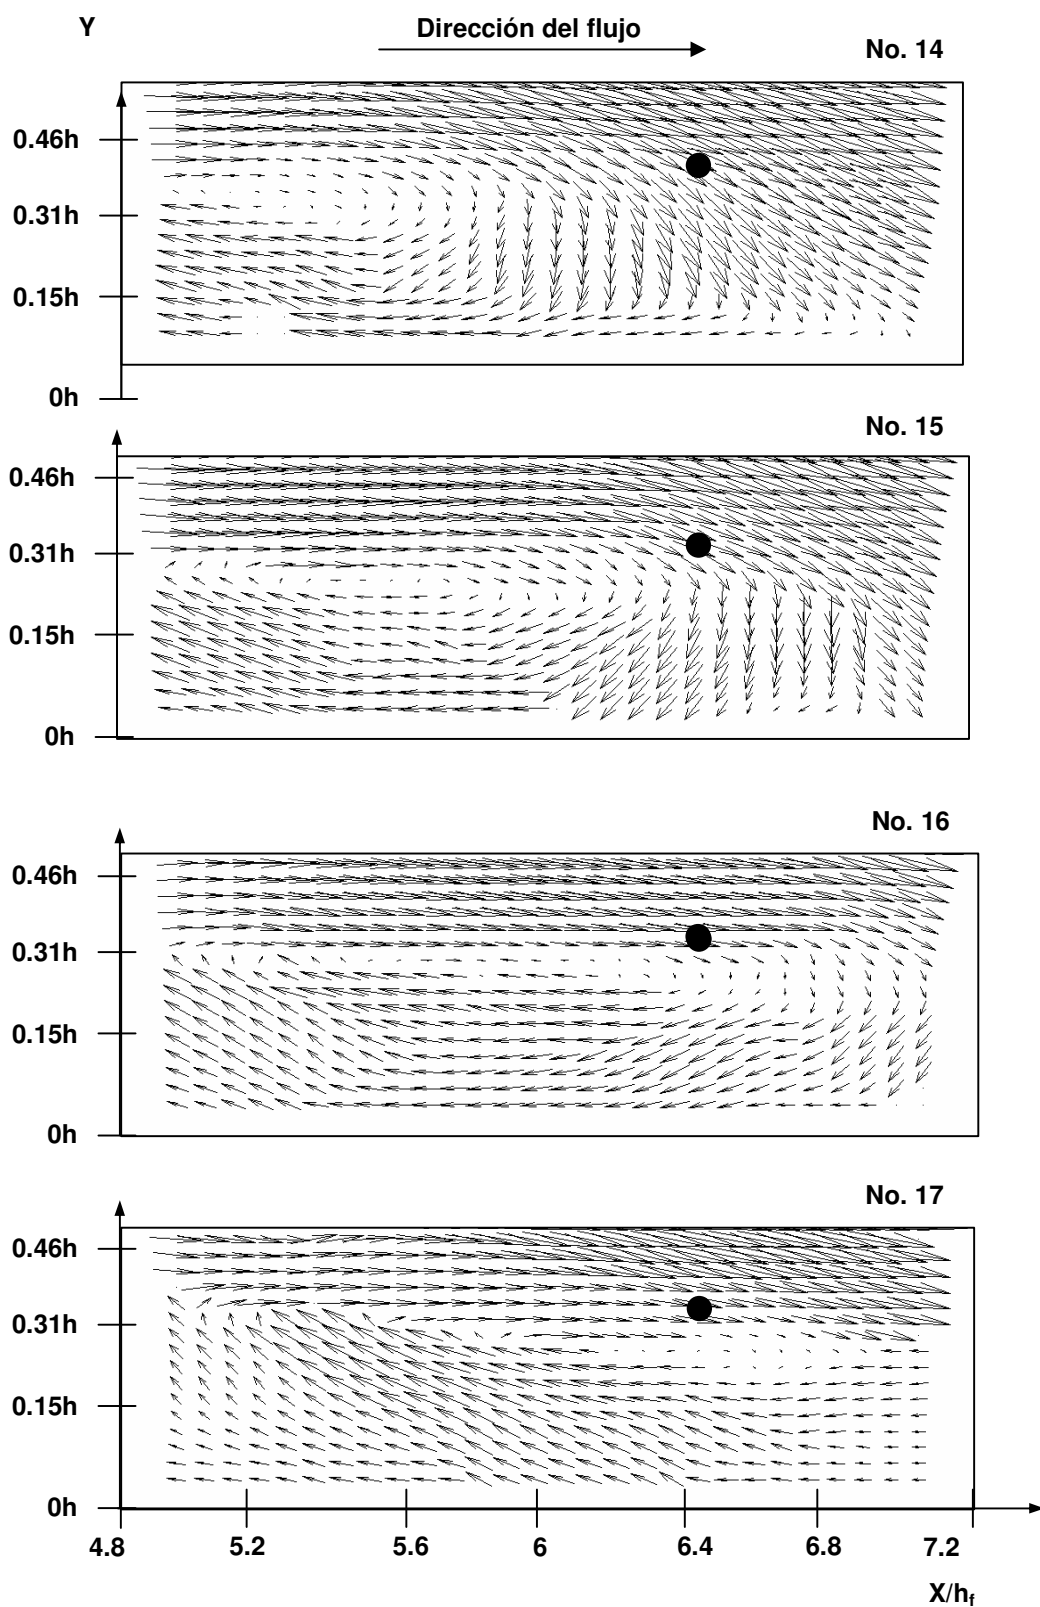 Y
Dirección del flujo
No. 14
0.46h
0.31h
0.15h
0h
No. 15
0.46h
0.31h
0.15h
0h
No. 16
0.46h
0.31h
0.15h
0h
No. 17
0.46h
0.31h
0.15h
0h
4.8 5.2 5.6 6 6.4 6.8 7.2
X/hf